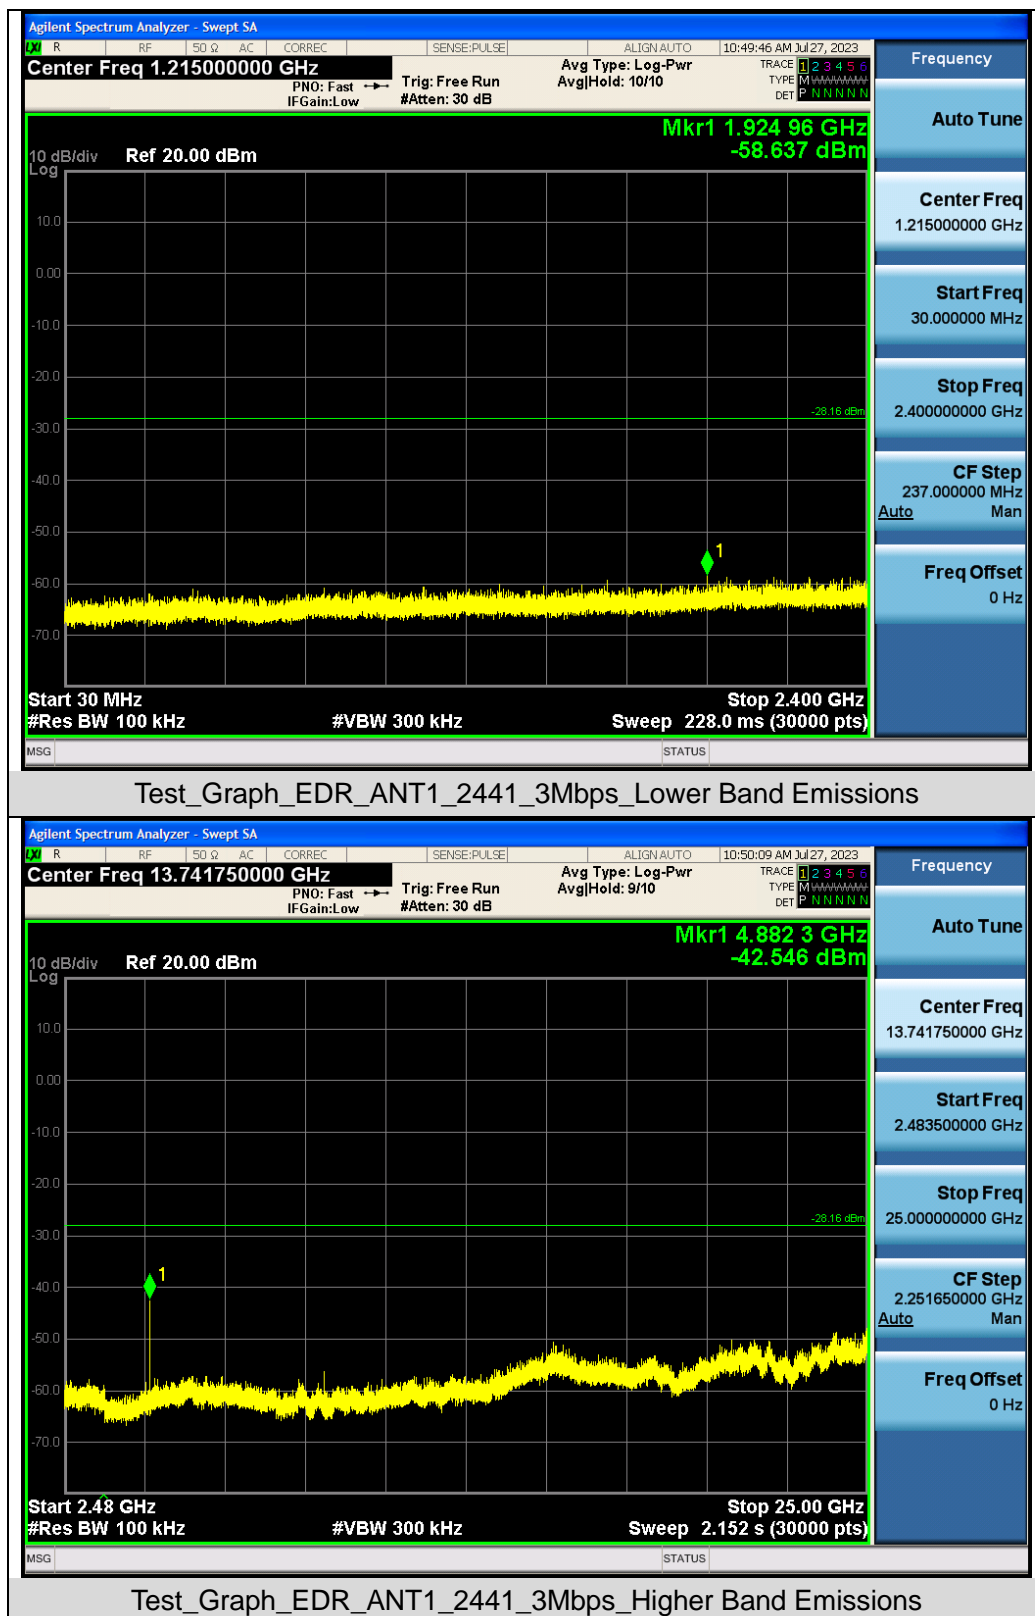 Agilent Spectrum Analyzer - Swept SA
LXI R RF 50 Ω AC CORREC SENSE:PULSE ALIGN AUTO 10:49:46 AM Jul 27, 2023
Center Freq 1.215000000 GHz
PNO: Fast
IFGain:Low
Trig: Free Run
#Atten: 30 dB
Avg Type: Log-Pwr
Avg|Hold: 10/10
TRACE 1 2 3 4 5 6
TYPE M
DET P N N N N N
Mkr1 1.924 96 GHz
-58.637 dBm
10 dB/div
Log
Ref 20.00 dBm
10.0
0.00
-10.0
-20.0
-28.16 dBm
-30.0
-40.0
-50.0
1
-60.0
-70.0
Start 30 MHz
Stop 2.400 GHz
#Res BW 100 kHz
#VBW 300 kHz
Sweep 228.0 ms (30000 pts)
MSG
STATUS
Frequency
Auto Tune
Center Freq
1.215000000 GHz
Start Freq
30.000000 MHz
Stop Freq
2.400000000 GHz
CF Step
237.000000 MHz
Auto Man
Freq Offset
0 Hz
Test_Graph_EDR_ANT1_2441_3Mbps_Lower Band Emissions
Agilent Spectrum Analyzer - Swept SA
LXI R RF 50 Ω AC CORREC SENSE:PULSE ALIGN AUTO 10:50:09 AM Jul 27, 2023
Center Freq 13.741750000 GHz
PNO: Fast
IFGain:Low
Trig: Free Run
#Atten: 30 dB
Avg Type: Log-Pwr
Avg|Hold: 9/10
TRACE 1 2 3 4 5 6
TYPE M
DET P N N N N N
Mkr1 4.882 3 GHz
-42.546 dBm
10 dB/div
Log
Ref 20.00 dBm
10.0
0.00
-10.0
-20.0
-28.16 dBm
-30.0
1
-40.0
-50.0
-60.0
-70.0
Start 2.48 GHz
Stop 25.00 GHz
#Res BW 100 kHz
#VBW 300 kHz
Sweep 2.152 s (30000 pts)
MSG
STATUS
Frequency
Auto Tune
Center Freq
13.741750000 GHz
Start Freq
2.483500000 GHz
Stop Freq
25.000000000 GHz
CF Step
2.251650000 GHz
Auto Man
Freq Offset
0 Hz
Test_Graph_EDR_ANT1_2441_3Mbps_Higher Band Emissions